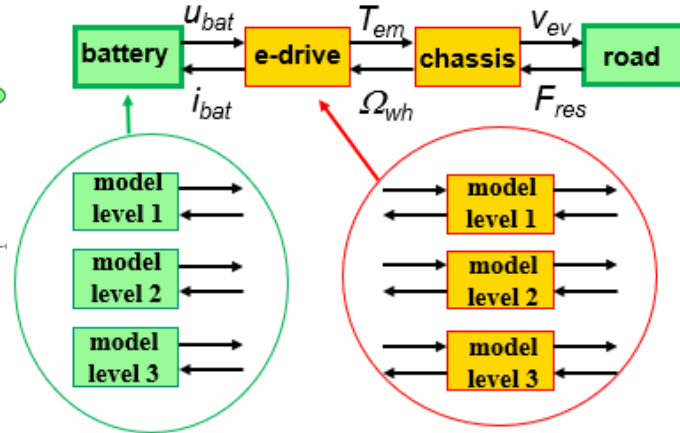 u_bat T_em v_ev
battery e-drive chassis road
i_bat Ω_wh F_res
model
level 1
model
level 2
model
level 3
model
level 1
model
level 2
model
level 3